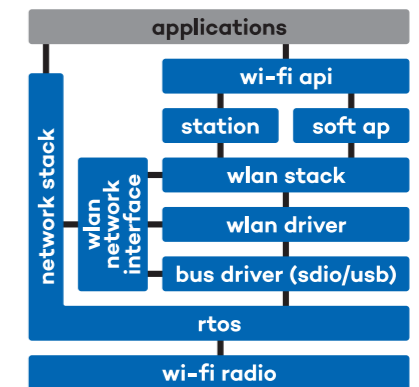 applications
wi-fi api
station
soft ap
network stack
wlan
network
interface
wlan stack
wlan driver
bus driver (sdio/usb)
rtos
wi-fi radio